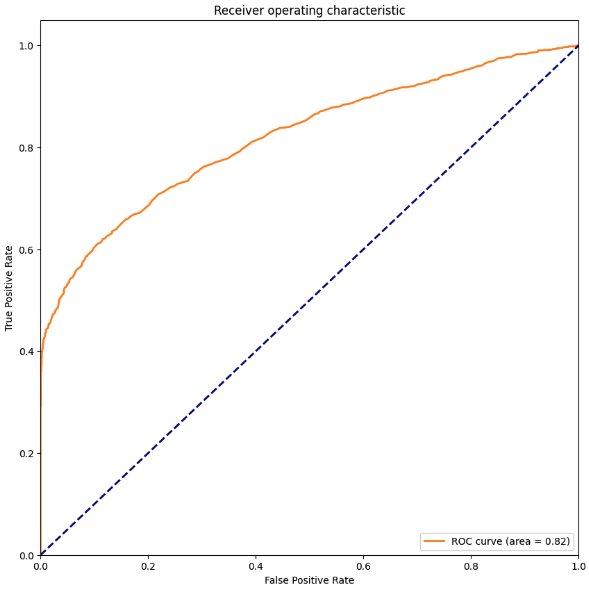 Receiver operating characteristic
1.0
0.8
0.6
0.4
0.2
0.0
True Positive Rate
ROC curve (area = 0.82)
0.0 0.2 0.4 0.6 0.8 1.0
False Positive Rate